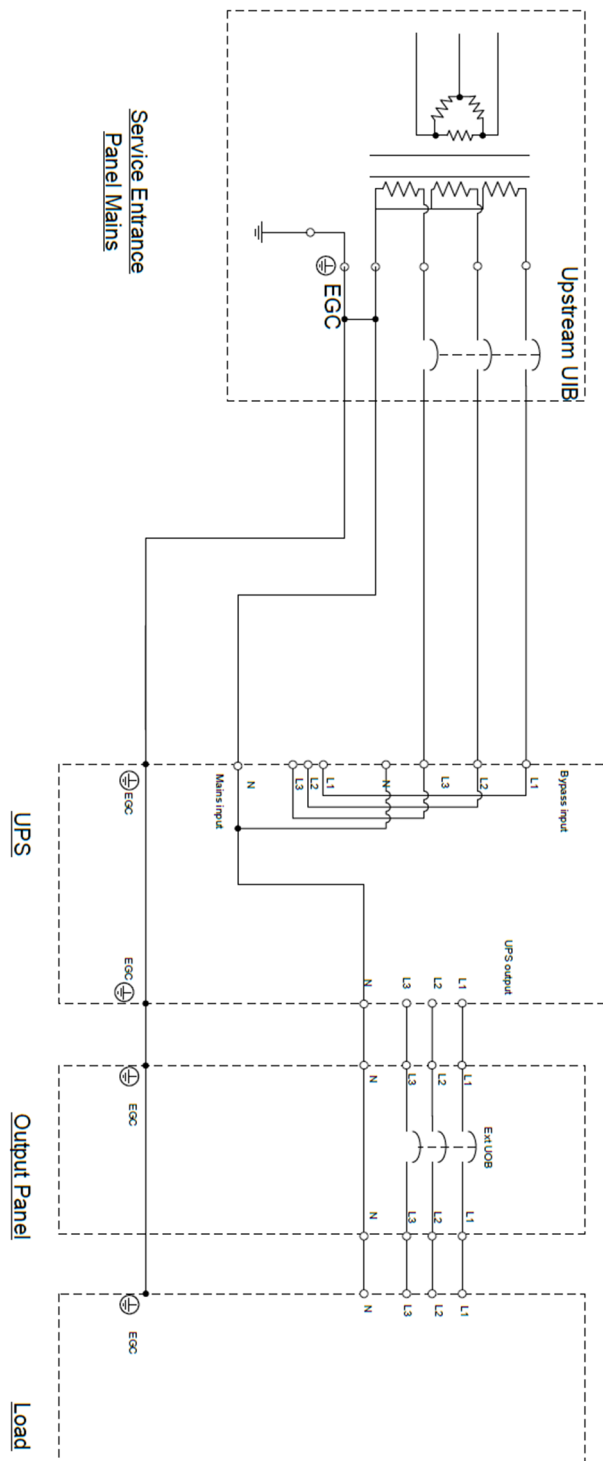 Upstream UIB
EGC
Service Entrance
Panel Mains
Bypass input
L1
L2
L3
N
L1
L2
L3
N
Mains input
EGC
UPS
UPS output
L1
L2
L3
N
EGC
L1
L2
L3
N
EGC
Ext UOB
L1
L2
L3
N
Output Panel
L1
L2
L3
N
EGC
Load